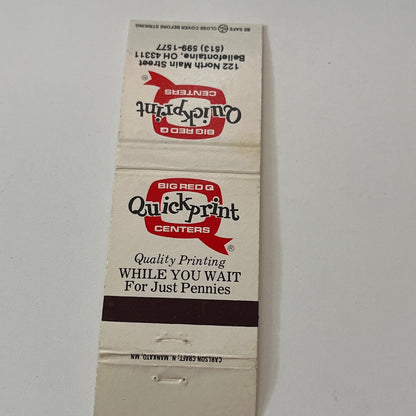 BE SAFE CLOSE COVER BEFORE STRIKING
122 North Main Street
Bellefontaine, OH 43311
(513) 599-1577
BIG RED Q
Quickprint
CENTERS
®
BIG RED Q
Quickprint
CENTERS
®
Quality Printing
WHILE YOU WAIT
For Just Pennies
CARLSON CRAFT, N. MANKATO, MN